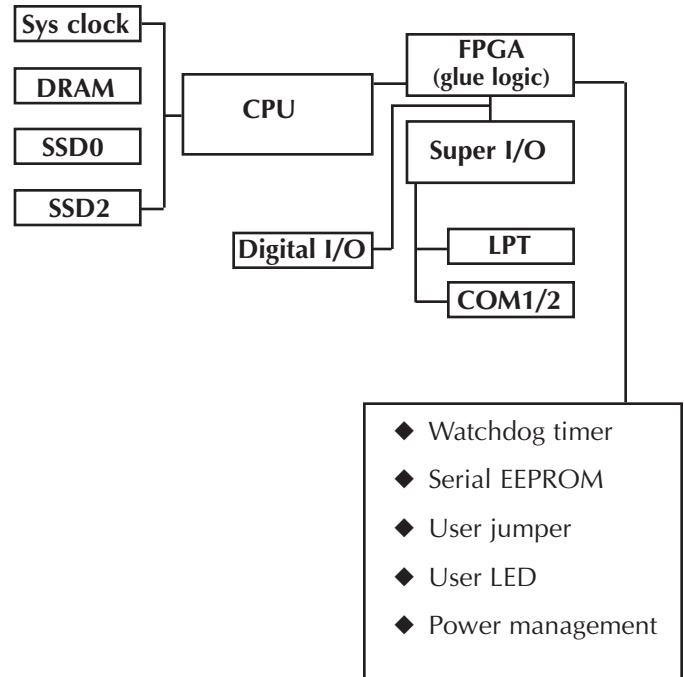 Sys clock
DRAM
SSD0
SSD2
CPU
FPGA
(glue logic)
Super I/O
Digital I/O
LPT
COM1/2
◆ Watchdog timer
◆ Serial EEPROM
◆ User jumper
◆ User LED
◆ Power management